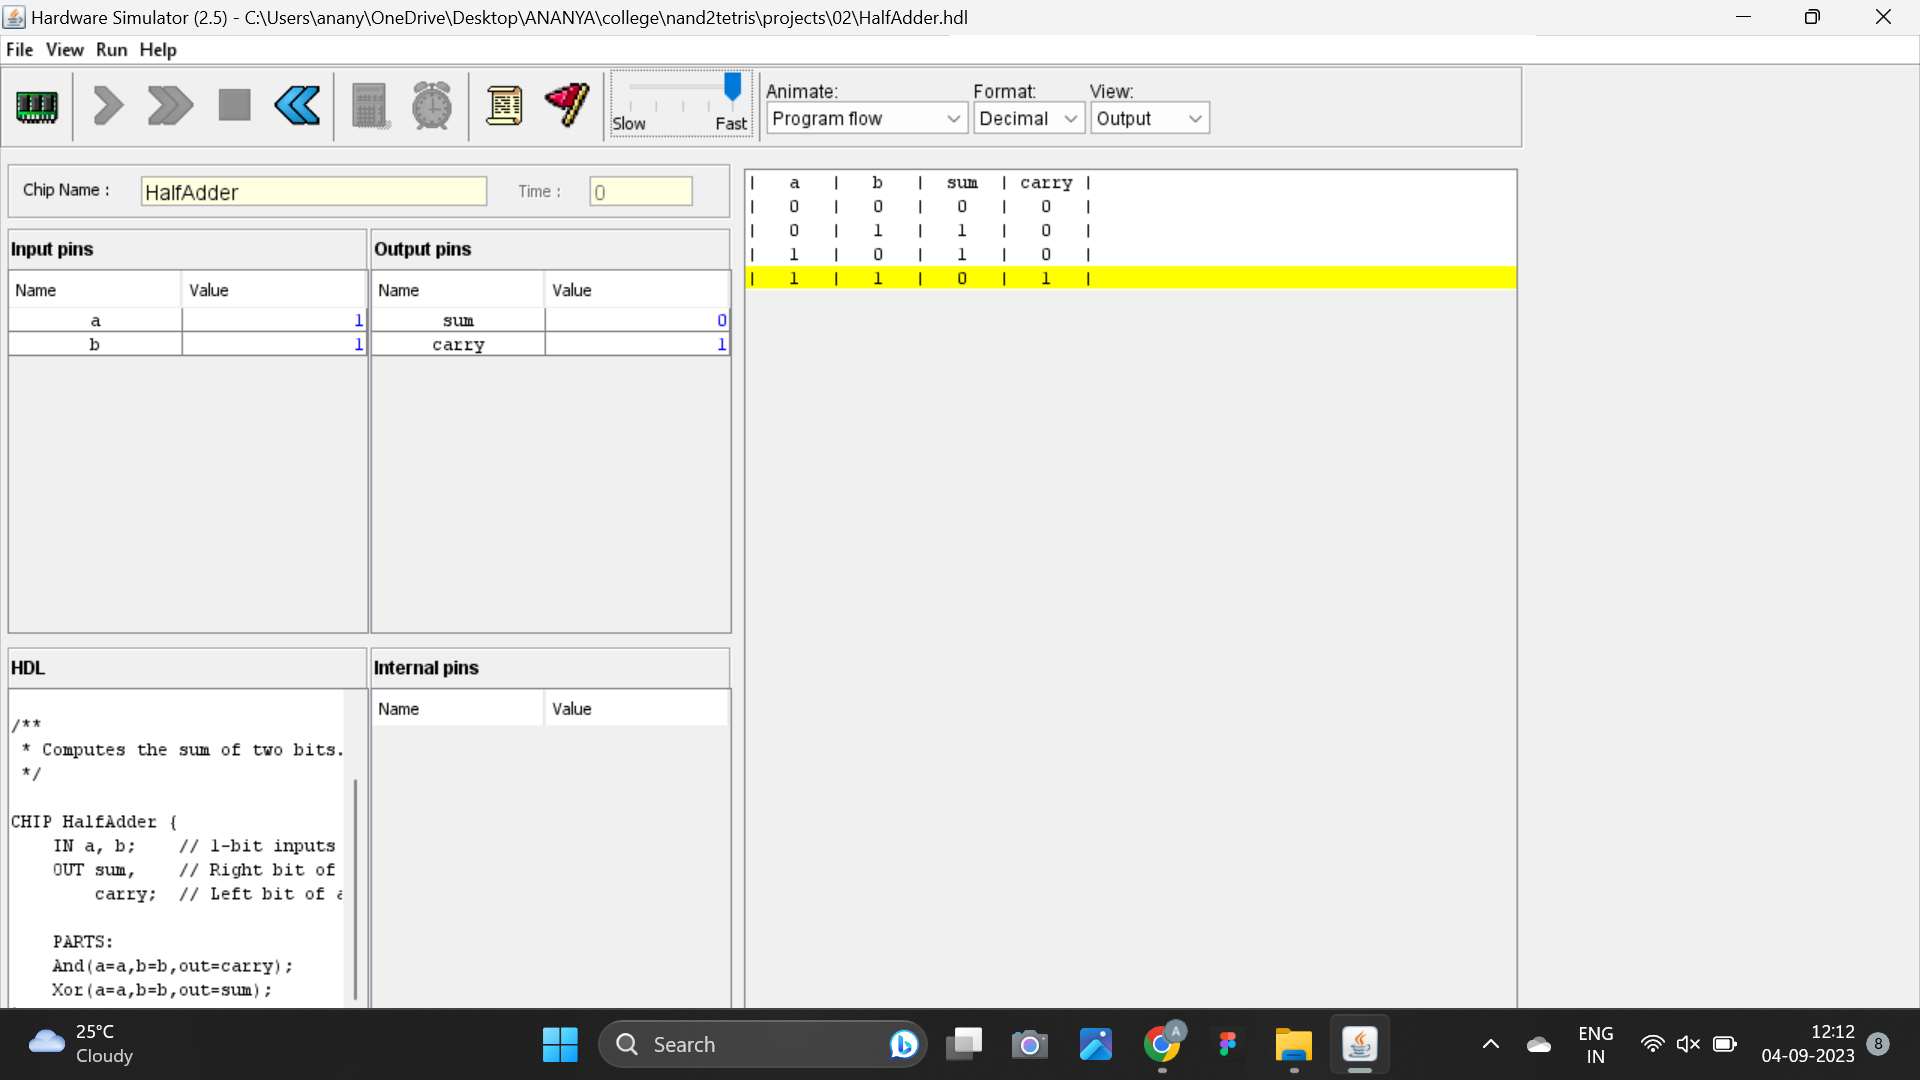 Hardware Simulator (2.5) - C:\Users\anany\OneDrive\Desktop\ANANYA\college\nand2tetris\projects\02\HalfAdder.hdl
File View Run Help
Slow Fast
Animate: Format: View:
Program flow Decimal Output
Chip Name : HalfAdder Time : 0
Input pins
Name Value
a 1
b 1
Output pins
Name Value
sum 0
carry 1
| a | b | sum | carry |
| 0 | 0 | 0 | 0 |
| 0 | 1 | 1 | 0 |
| 1 | 0 | 1 | 0 |
| 1 | 1 | 0 | 1 |
HDL
/**
* Computes the sum of two bits.
*/
CHIP HalfAdder {
IN a, b; // 1-bit inputs
OUT sum, // Right bit of
carry; // Left bit of
PARTS:
And(a=a,b=b,out=carry);
Xor(a=a,b=b,out=sum);
Internal pins
Name Value
25°C
Cloudy
Search
A
ENG
IN
12:12
04-09-2023
8